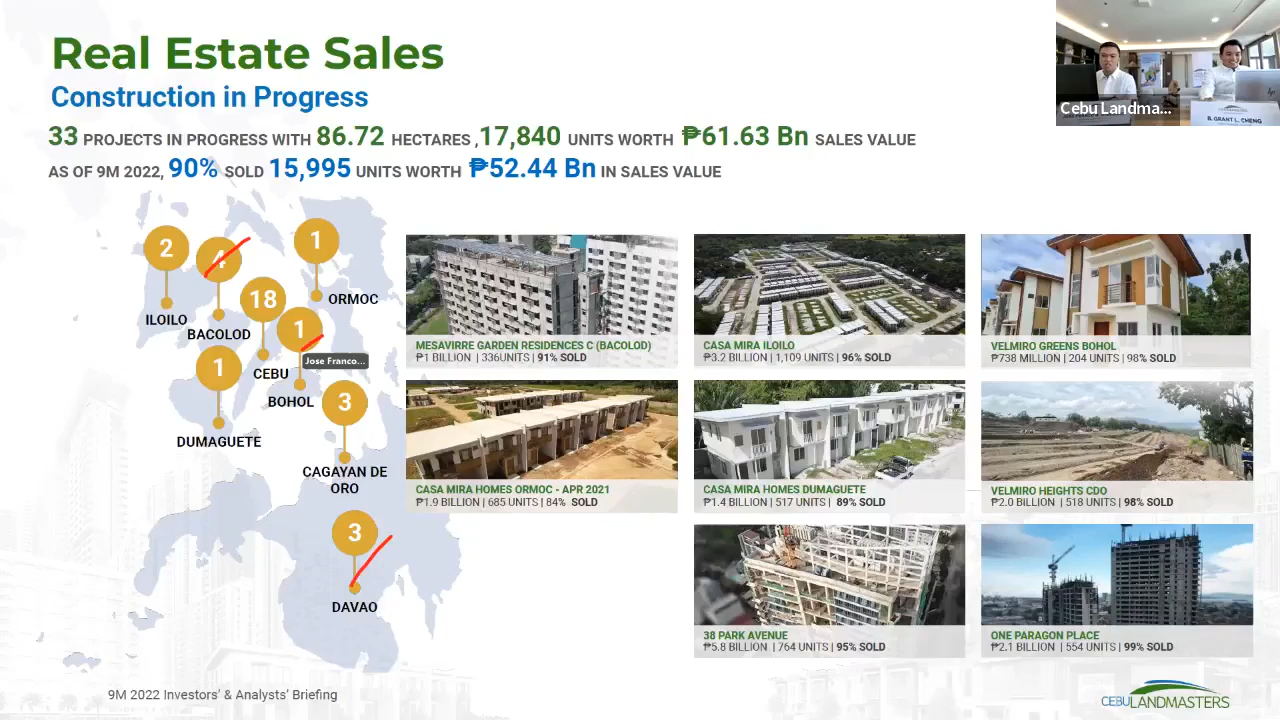 Real Estate Sales
Construction in Progress
33 PROJECTS IN PROGRESS WITH 86.72 HECTARES ,17,840 UNITS WORTH ₱61.63 Bn SALES VALUE
AS OF 9M 2022, 90% SOLD 15,995 UNITS WORTH ₱52.44 Bn IN SALES VALUE
Cebu Landma...
B. GRANT L. CHENG
2
ILOILO
4
BACOLOD
1
ORMOC
18
CEBU
1
Jose Franco...
BOHOL
1
DUMAGUETE
3
CAGAYAN DE
ORO
3
DAVAO
MESAVIRRE GARDEN RESIDENCES C (BACOLOD)
₱1 BILLION | 336UNITS | 91% SOLD
CASA MIRA ILOILO
₱3.2 BILLION | 1,109 UNITS | 96% SOLD
VELMIRO GREENS BOHOL
₱738 MILLION | 204 UNITS | 98% SOLD
CASA MIRA HOMES ORMOC - APR 2021
₱1.9 BILLION | 685 UNITS | 84% SOLD
CASA MIRA HOMES DUMAGUETE
₱1.4 BILLION | 517 UNITS | 89% SOLD
VELMIRO HEIGHTS CDO
₱2.0 BILLION | 518 UNITS | 98% SOLD
38 PARK AVENUE
₱5.8 BILLION | 764 UNITS | 95% SOLD
ONE PARAGON PLACE
₱2.1 BILLION | 554 UNITS | 99% SOLD
9M 2022 Investors' & Analysts' Briefing
CEBULANDMASTERS